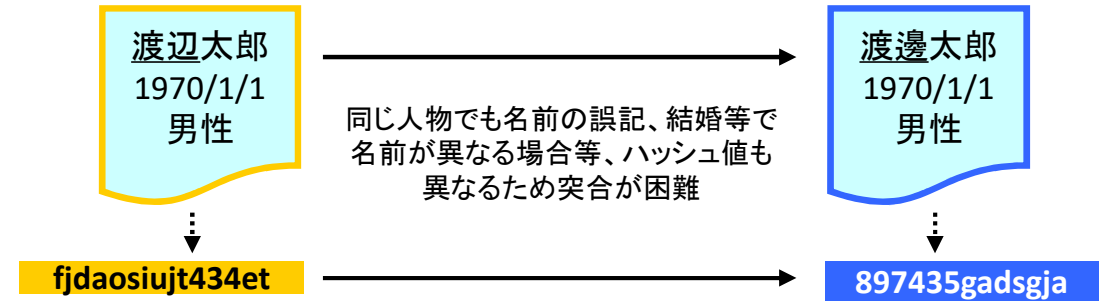 渡辺太郎
1970/1/1
男性
同じ人物でも名前の誤記、結婚等で
名前が異なる場合等、ハッシュ値も
異なるため突合が困難
渡邊太郎
1970/1/1
男性
fjdaosiujt434et
897435gadsgja